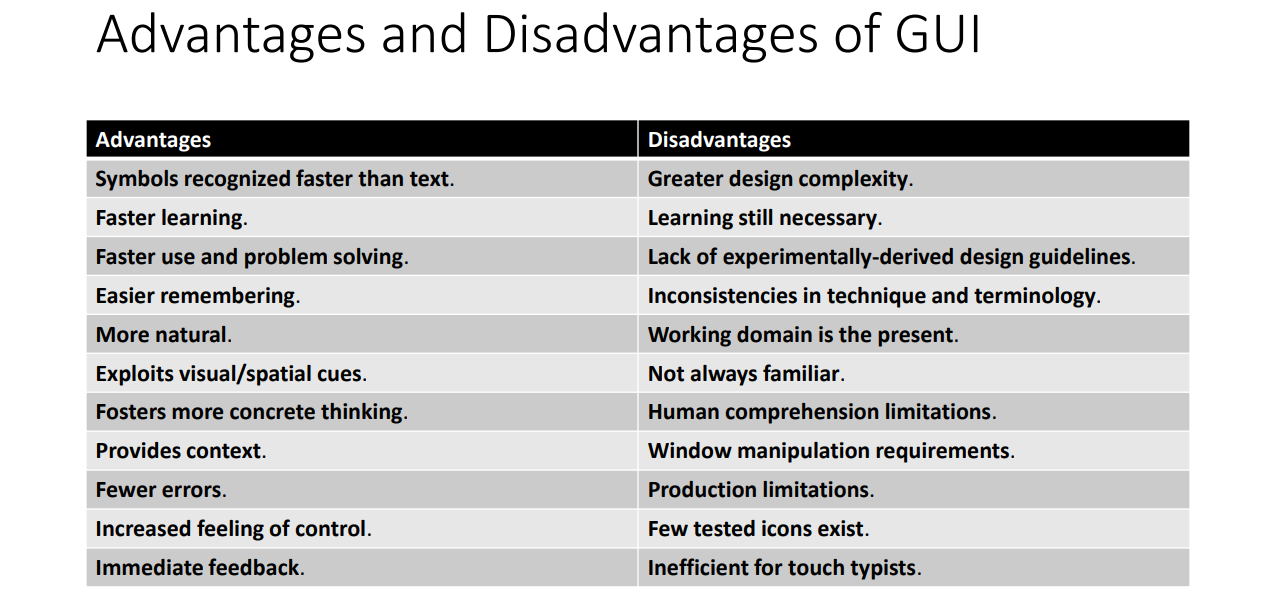 Advantages and Disadvantages of GUI
Advantages Disadvantages
Symbols recognized faster than text. Greater design complexity.
Faster learning. Learning still necessary.
Faster use and problem solving. Lack of experimentally-derived design guidelines.
Easier remembering. Inconsistencies in technique and terminology.
More natural. Working domain is the present.
Exploits visual/spatial cues. Not always familiar.
Fosters more concrete thinking. Human comprehension limitations.
Provides context. Window manipulation requirements.
Fewer errors. Production limitations.
Increased feeling of control. Few tested icons exist.
Immediate feedback. Inefficient for touch typists.